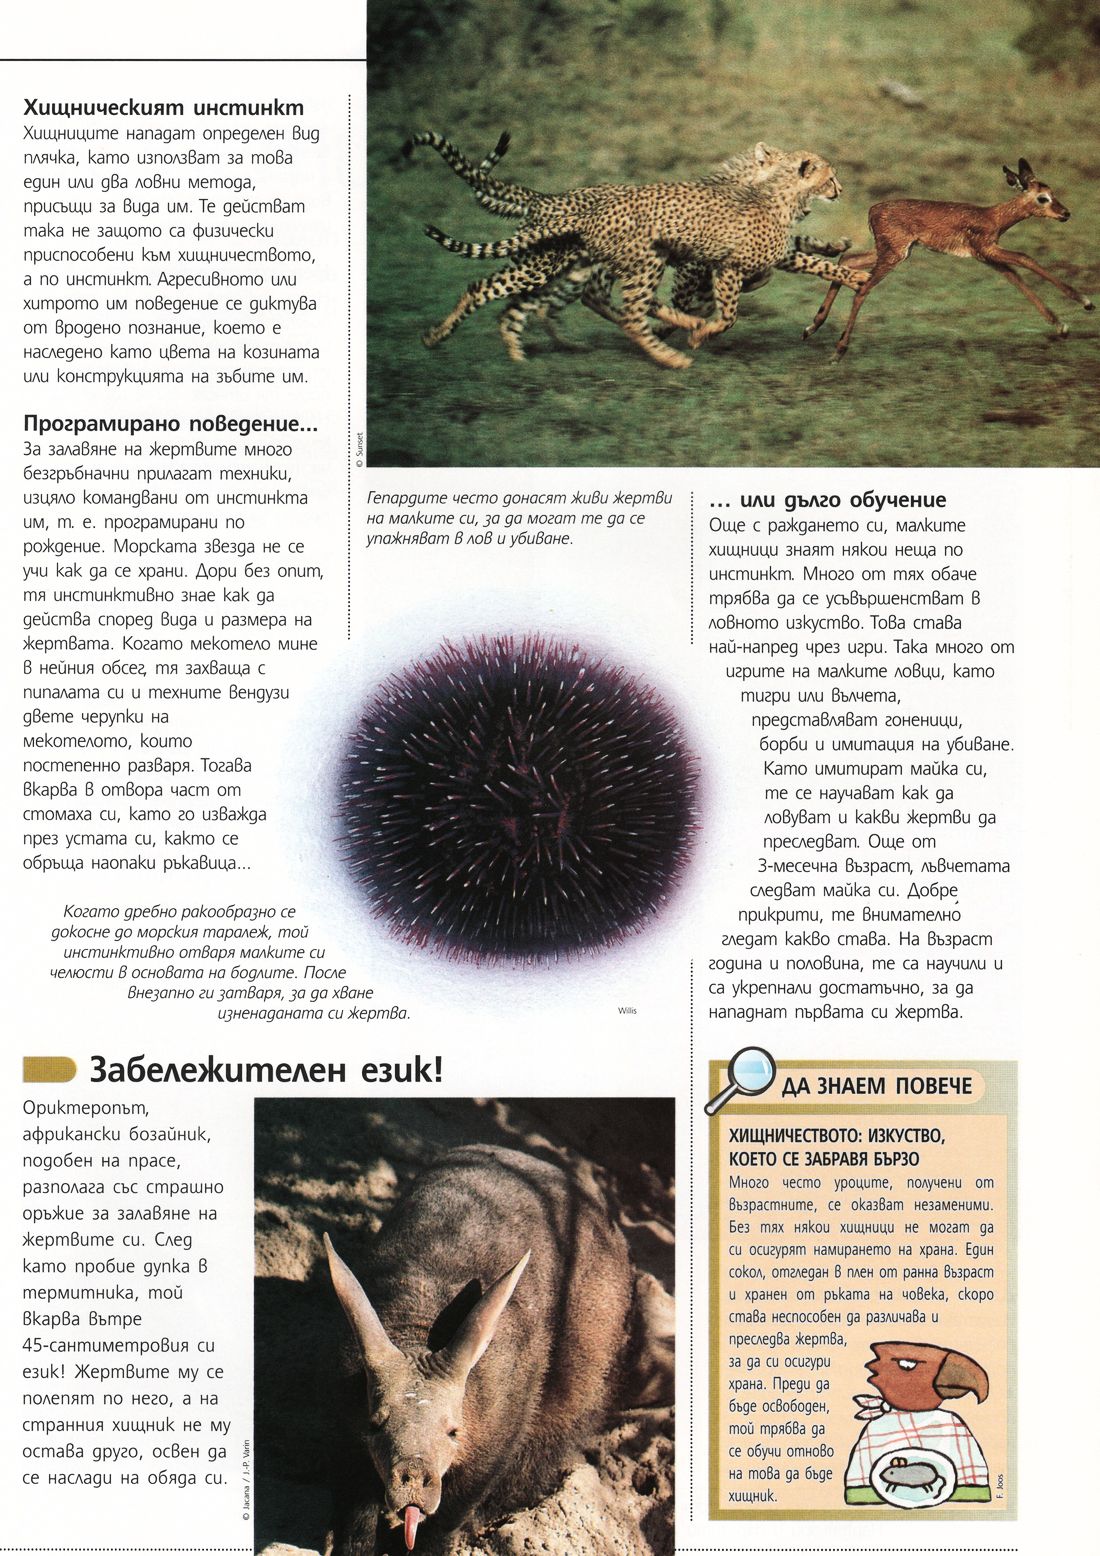 Хищническият инстинкт
Хищниците нападат определен вид
плячка, като използват за това
един или два ловни метода,
присъщи за вида им. Те действат
така не защото са физически
приспособени към хищничеството,
а по инстинкт. Агресивното или
хитрото им поведение се диктува
от вродено познание, което е
наследено като цвета на козината
или конструкцията на зъбите им.
Програмирано поведение...
За залавяне на жертвите много
безгръбначни прилагат техники,
изцяло командвани от инстинкта
им, т. е. програмирани по
рождение. Морската звезда не се
учи как да се храни. Дори без опит,
тя инстинктивно знае как да
действа според вида и размера на
жертвата. Когато мекотело мине
в нейния обсег, тя захваща с
пипалата си и техните вендузи
двете черупки на
мекотелото, които
постепенно разваря. Тогава
вкарва в отвора част от
стомаха си, като го изважда
през устата си, както се
обръща наопаки ръкавица...
© Sunset
Гепардите често донасят живи жертви
на малките си, за да могат те да се
упажняват в лов и убиване.
Когато дребно ракообразно се
докосне до морския таралеж, той
инстинктивно отваря малките си
челюсти в основата на бодлите. После
внезапно ги затваря, за да хване
изненаданата си жертва.
Willis
... или дълго обучение
Още с раждането си, малките
хищници знаят някои неща по
инстинкт. Много от тях обаче
трябва да се усъвършенстват в
ловното изкуство. Това става
най-напред чрез игри. Така много от
игрите на малките ловци, като
тигри или вълчета,
представляват гоненици,
борби и имитация на убиване.
Като имитират майка си,
те се научават как да
ловуват и какви жертви да
преследват. Още от
3-месечна възраст, лъвчетата
следват майка си. Добре
прикрити, те внимателно
гледат какво става. На възраст
година и половина, те са научили и
са укрепнали достатъчно, за да
нападнат първата си жертва.
Забележителен език!
Ориктеропът,
африкански бозайник,
подобен на прасе,
разполага със страшно
оръжие за залавяне на
жертвите си. След
като пробие дупка в
термитника, той
вкарва вътре
45-сантиметровия си
език! Жертвите му се
полепят по него, а на
странния хищник не му
остава друго, освен да
се наслади на обяда си.
© Jacana / J.-P. Varin
ДА ЗНАЕМ ПОВЕЧЕ
ХИЩНИЧЕСТВОТО: ИЗКУСТВО,
КОЕТО СЕ ЗАБРАВЯ БЪРЗО
Много често уроците, получени от
възрастните, се оказват незаменими.
Без тях някои хищници не могат да
си осигурят намирането на храна. Един
сокол, отгледан в плен от ранна възраст
и хранен от ръката на човека, скоро
става неспособен да различава и
преследва жертва,
за да си осигури
храна. Преди да
бъде освободен,
той трябва да
се обучи отново
на това да бъде
хищник.
F. Joos